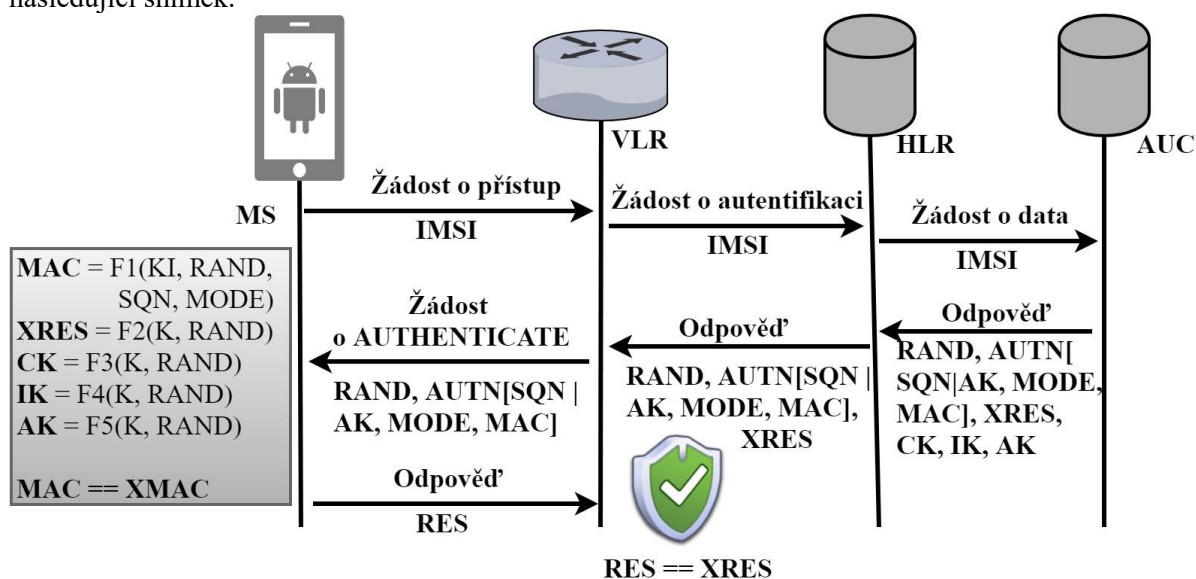 následující snímek.
VLR
HLR
AUC
MS
Žádost o přístup
IMSI
Žádost o autentifikaci
IMSI
Žádost o data
IMSI
MAC = F1(KI, RAND,
SQN, MODE)
XRES = F2(K, RAND)
CK = F3(K, RAND)
IK = F4(K, RAND)
AK = F5(K, RAND)
MAC == XMAC
Odpověď
RAND, AUTN[
SQN|AK, MODE,
MAC], XRES,
CK, IK, AK
Odpověď
RAND, AUTN[SQN |
AK, MODE, MAC],
XRES
Žádost
o AUTHENTICATE
RAND, AUTN[SQN |
AK, MODE, MAC]
Odpověď
RES
RES == XRES